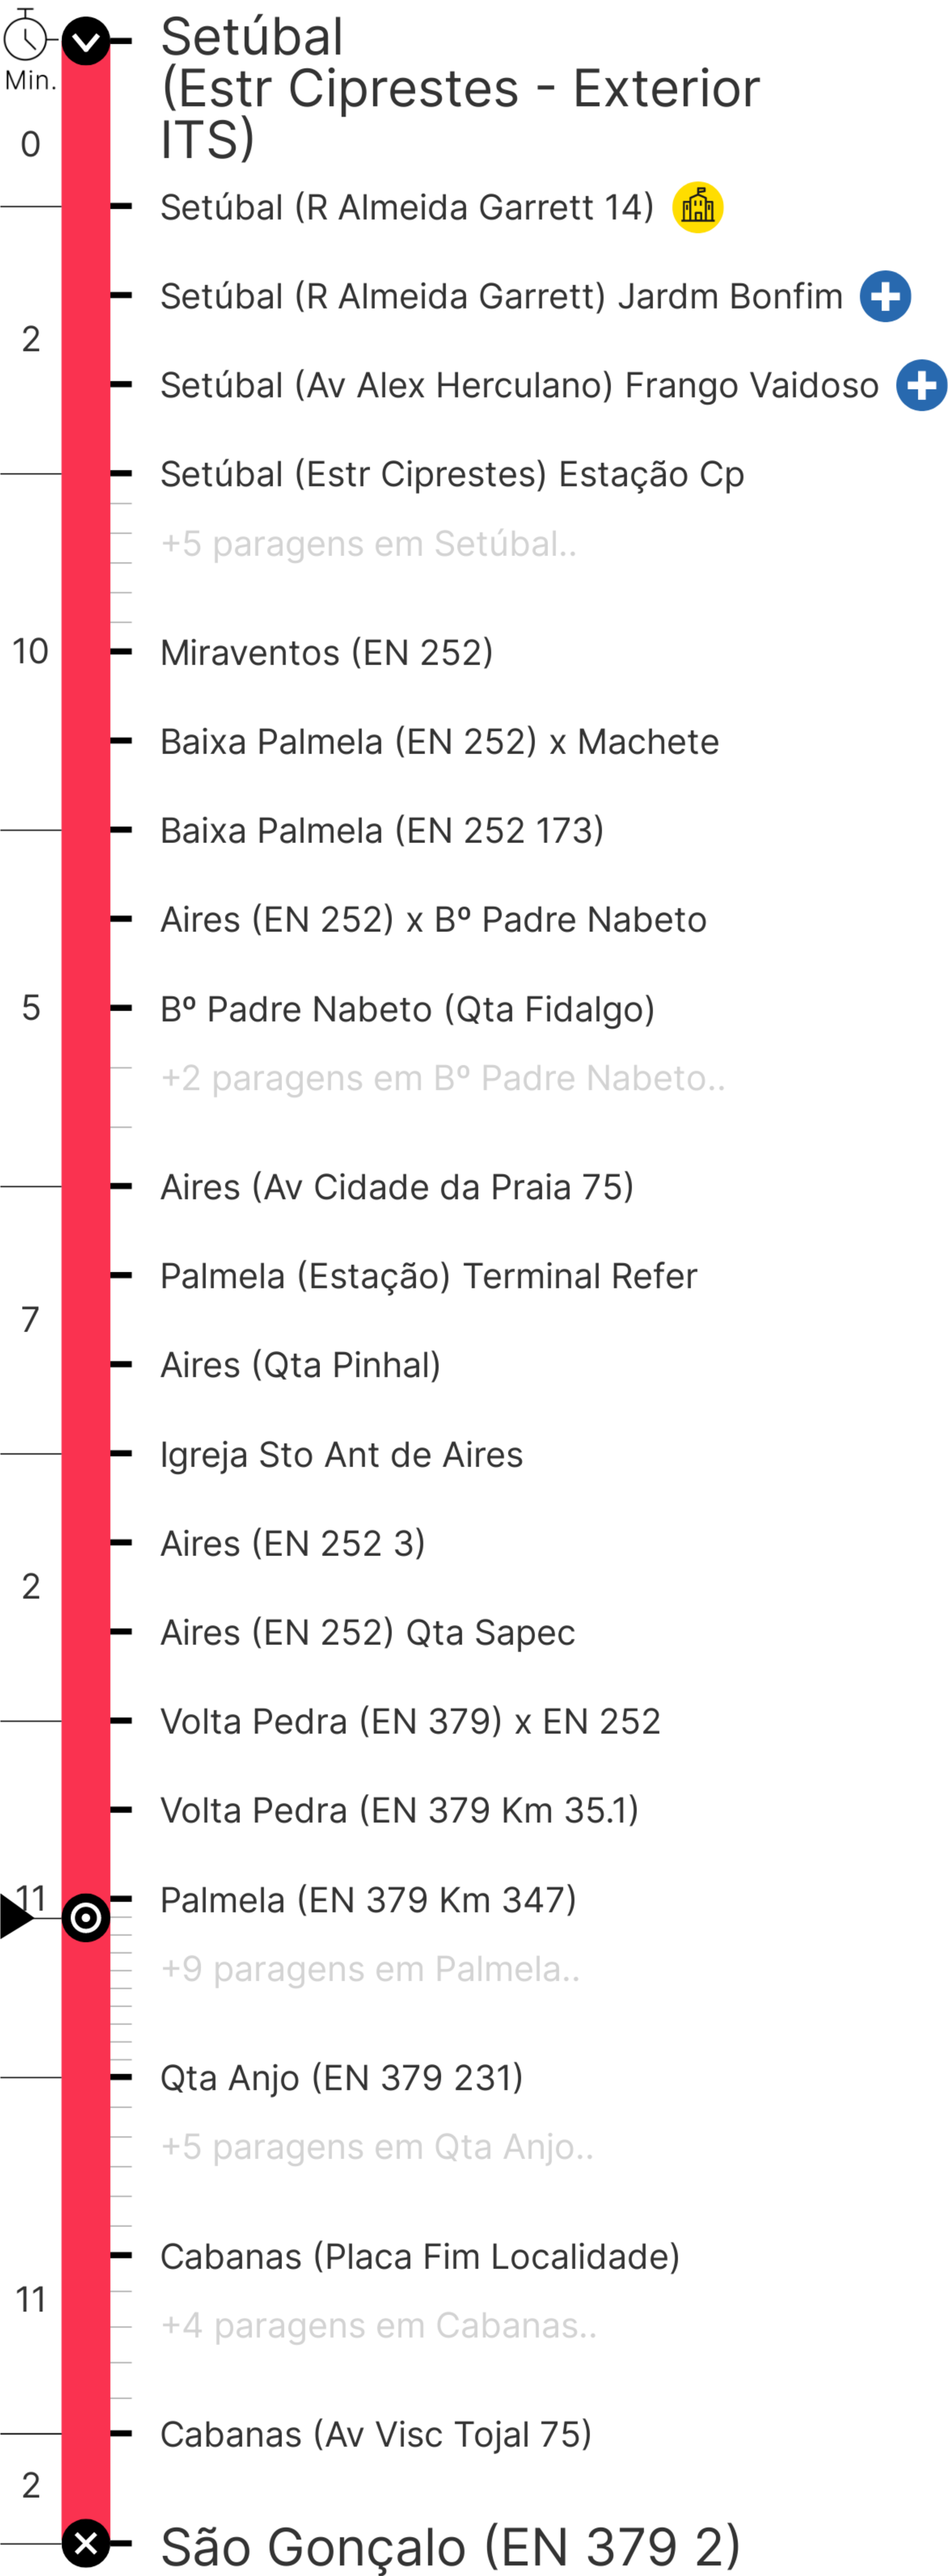 Min.
Setúbal
(Estr Ciprestes - Exterior
ITS)
0
Setúbal (R Almeida Garrett 14)
Setúbal (R Almeida Garrett) Jardm Bonfim
2
Setúbal (Av Alex Herculano) Frango Vaidoso
Setúbal (Estr Ciprestes) Estação Cp
+5 paragens em Setúbal..
10
Miraventos (EN 252)
Baixa Palmela (EN 252) x Machete
Baixa Palmela (EN 252 173)
Aires (EN 252) x Bº Padre Nabeto
5
Bº Padre Nabeto (Qta Fidalgo)
+2 paragens em Bº Padre Nabeto..
Aires (Av Cidade da Praia 75)
Palmela (Estação) Terminal Refer
7
Aires (Qta Pinhal)
Igreja Sto Ant de Aires
Aires (EN 252 3)
2
Aires (EN 252) Qta Sapec
Volta Pedra (EN 379) x EN 252
Volta Pedra (EN 379 Km 35.1)
11
Palmela (EN 379 Km 347)
+9 paragens em Palmela..
Qta Anjo (EN 379 231)
+5 paragens em Qta Anjo..
Cabanas (Placa Fim Localidade)
11
+4 paragens em Cabanas..
Cabanas (Av Visc Tojal 75)
2
São Gonçalo (EN 379 2)